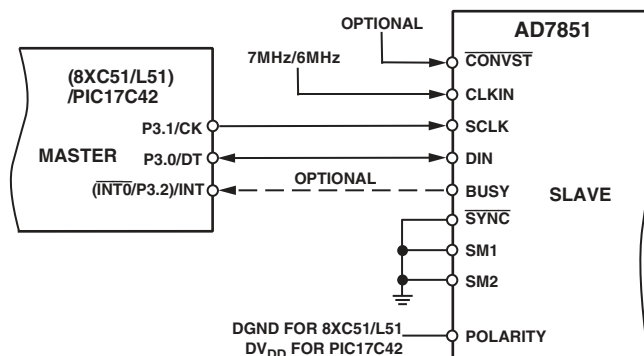 OPTIONAL
AD7851
7MHz/6MHz
(8XC51/L51)
/PIC17C42
CONVST
CLKIN
P3.1/CK
SCLK
MASTER
P3.0/DT
DIN
OPTIONAL
(INT0/P3.2)/INT
BUSY
SLAVE
SYNC
SM1
SM2
DGND FOR 8XC51/L51
DVDD FOR PIC17C42
POLARITY